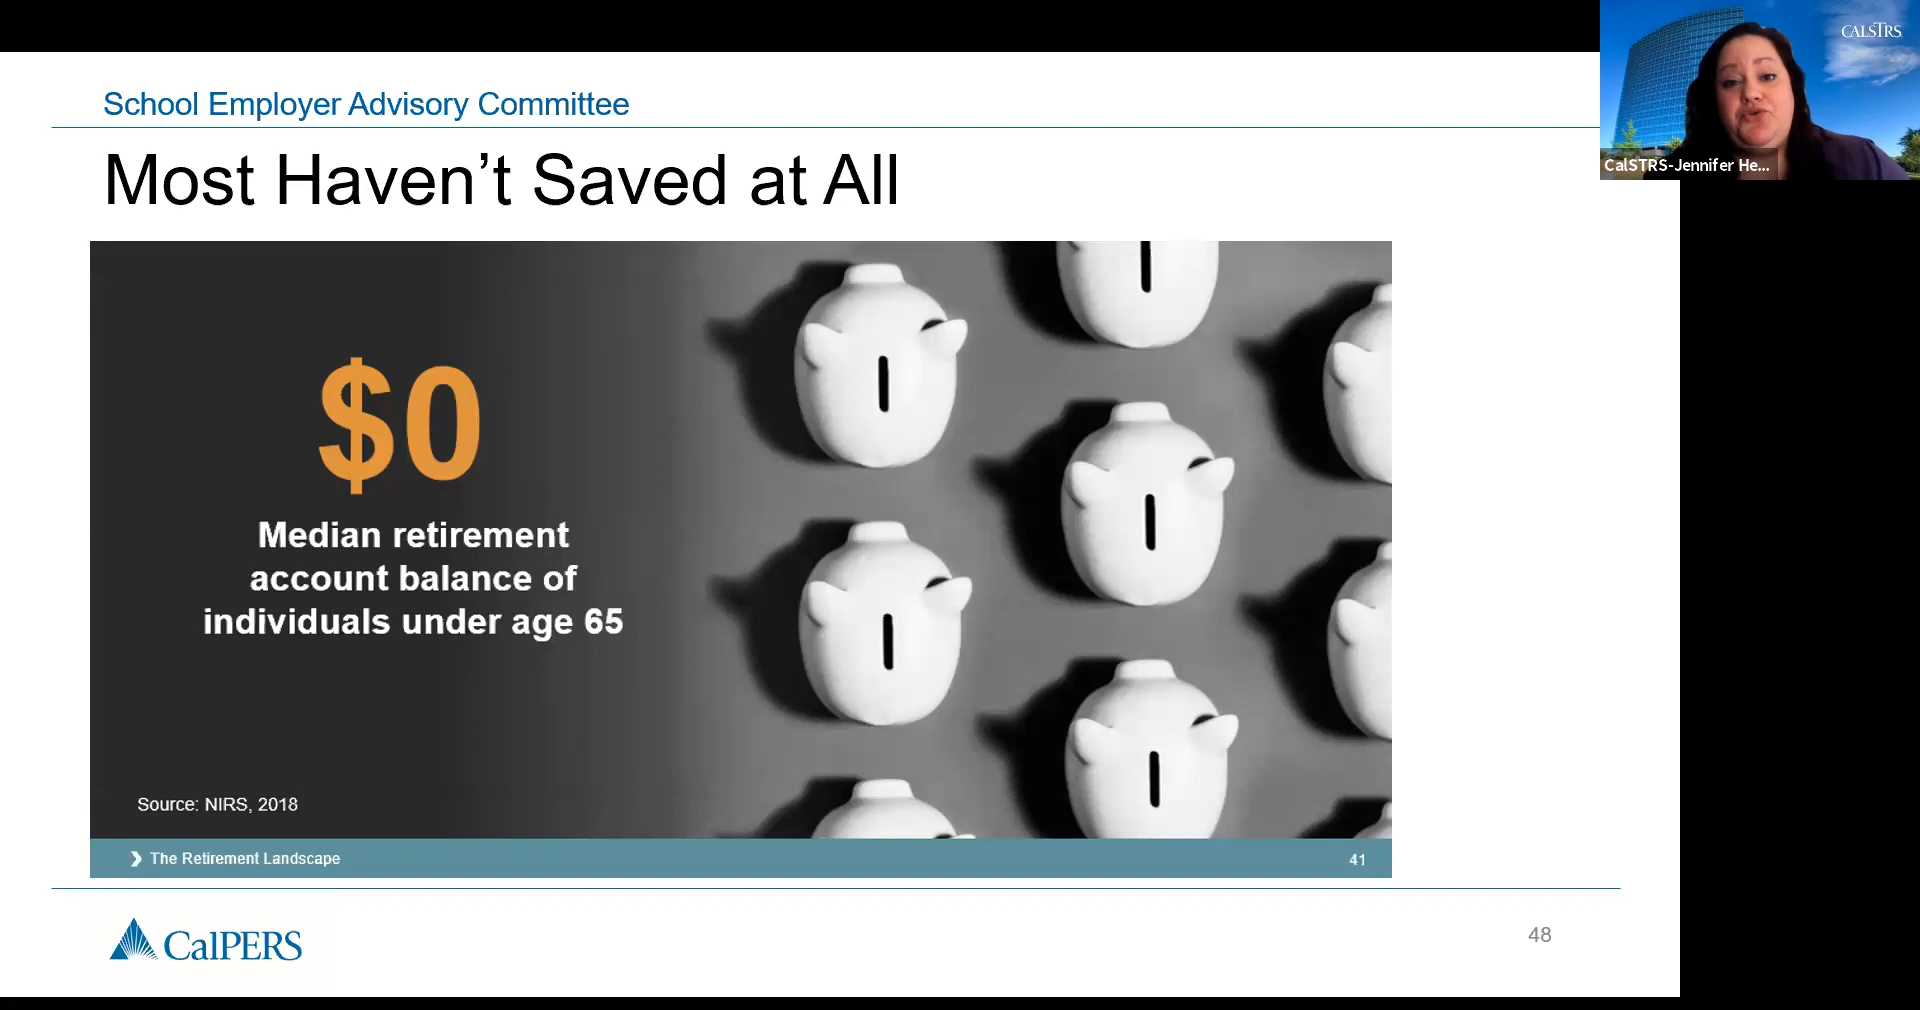 School Employer Advisory Committee
CALSTRS
CalSTRS-Jennifer He...
Most Haven’t Saved at All
$0
Median retirement
account balance of
individuals under age 65
Source: NIRS, 2018
The Retirement Landscape
41
CalPERS
48